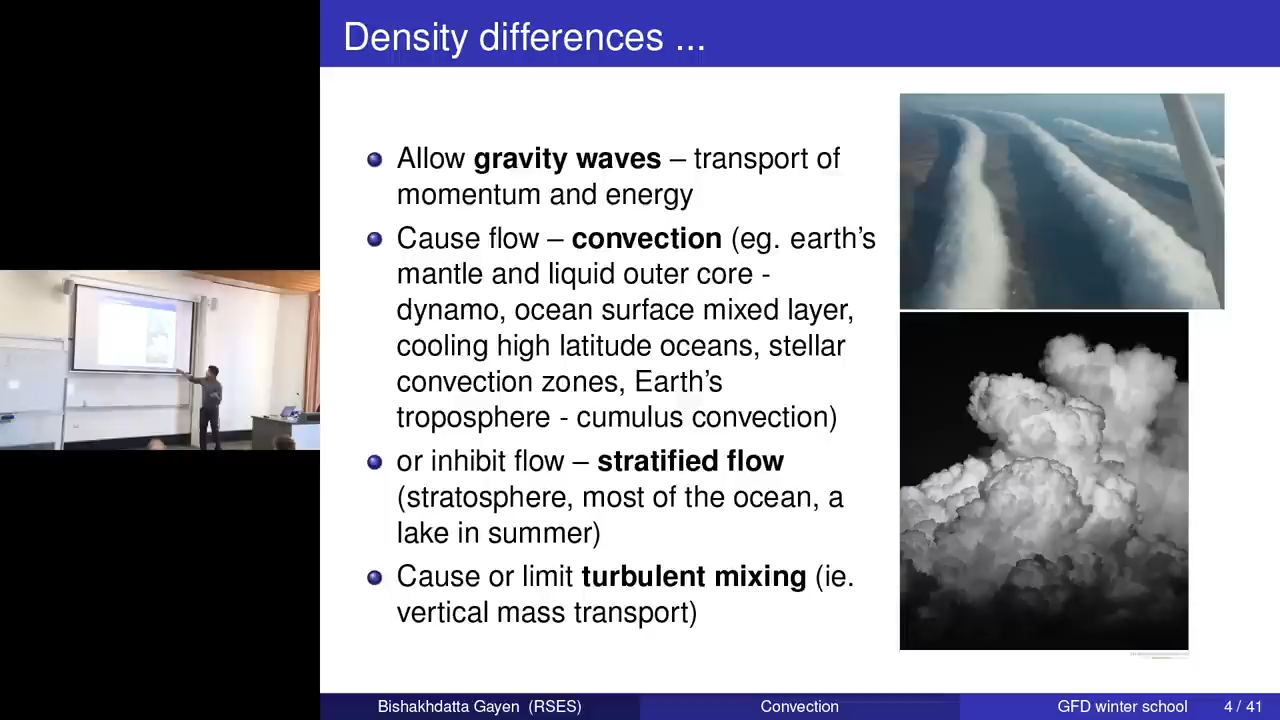 Density differences ...
Allow gravity waves – transport of
momentum and energy
Cause flow – convection (eg. earth's
mantle and liquid outer core -
dynamo, ocean surface mixed layer,
cooling high latitude oceans, stellar
convection zones, Earth's
troposphere - cumulus convection)
or inhibit flow – stratified flow
(stratosphere, most of the ocean, a
lake in summer)
Cause or limit turbulent mixing (ie.
vertical mass transport)
Bishakhdatta Gayen (RSES)
Convection
GFD winter school
4 / 41